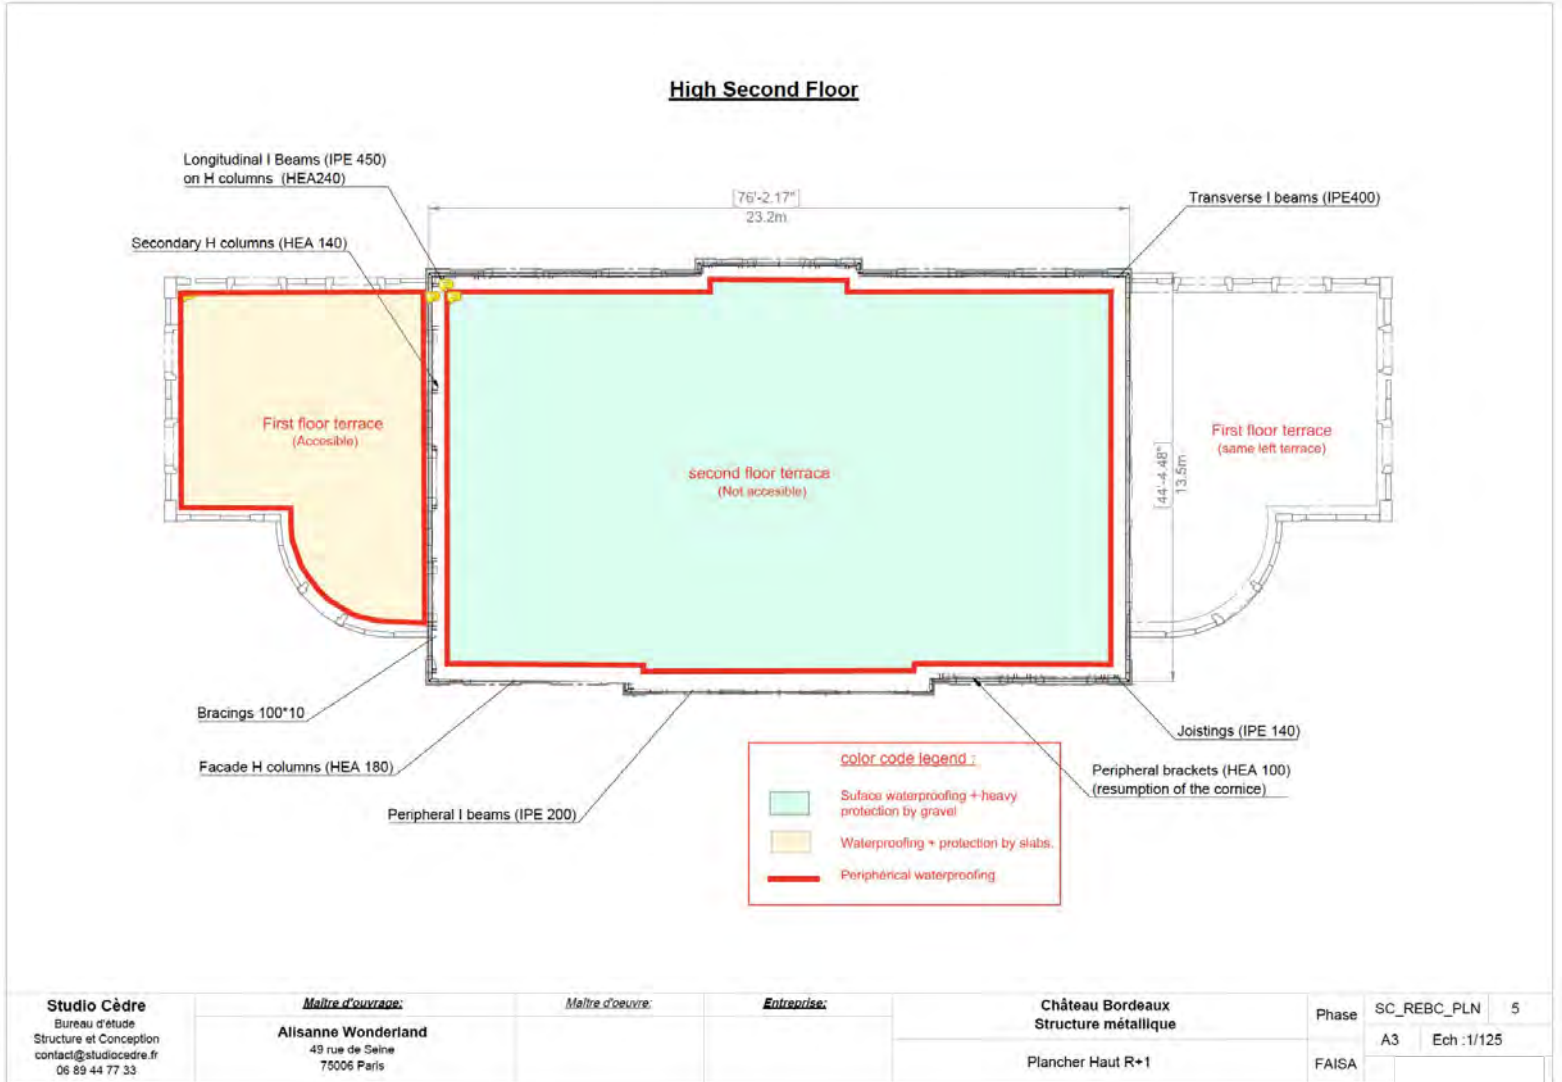 High Second Floor
Longitudinal I Beams (IPE 450)
on H columns (HEA240)
Secondary H columns (HEA 140)
[76'-2.17"]
23.2m
Transverse I beams (IPE400)
First floor terrace
(Accesible)
second floor terrace
(Not accesible)
[44'-4.48"]
13.5m
First floor terrace
(same left terrace)
Bracings 100*10
Facade H columns (HEA 180)
Peripheral I beams (IPE 200)
Joistings (IPE 140)
Peripheral brackets (HEA 100)
(resumption of the cornice)
color code legend :
Suface waterproofing + heavy
protection by gravel
Waterproofing + protection by slabs.
Periphérical waterproofing
Studio Cèdre
Bureau d'étude
Structure et Conception
contact@studiocedre.fr
06 89 44 77 33
Maître d'ouvrage:
Alisanne Wonderland
49 rue de Seine
75006 Paris
Maître d'oeuvre:
Entreprise:
Château Bordeaux
Structure métallique
Plancher Haut R+1
Phase
FAISA
SC_REBC_PLN 5
A3 Ech :1/125